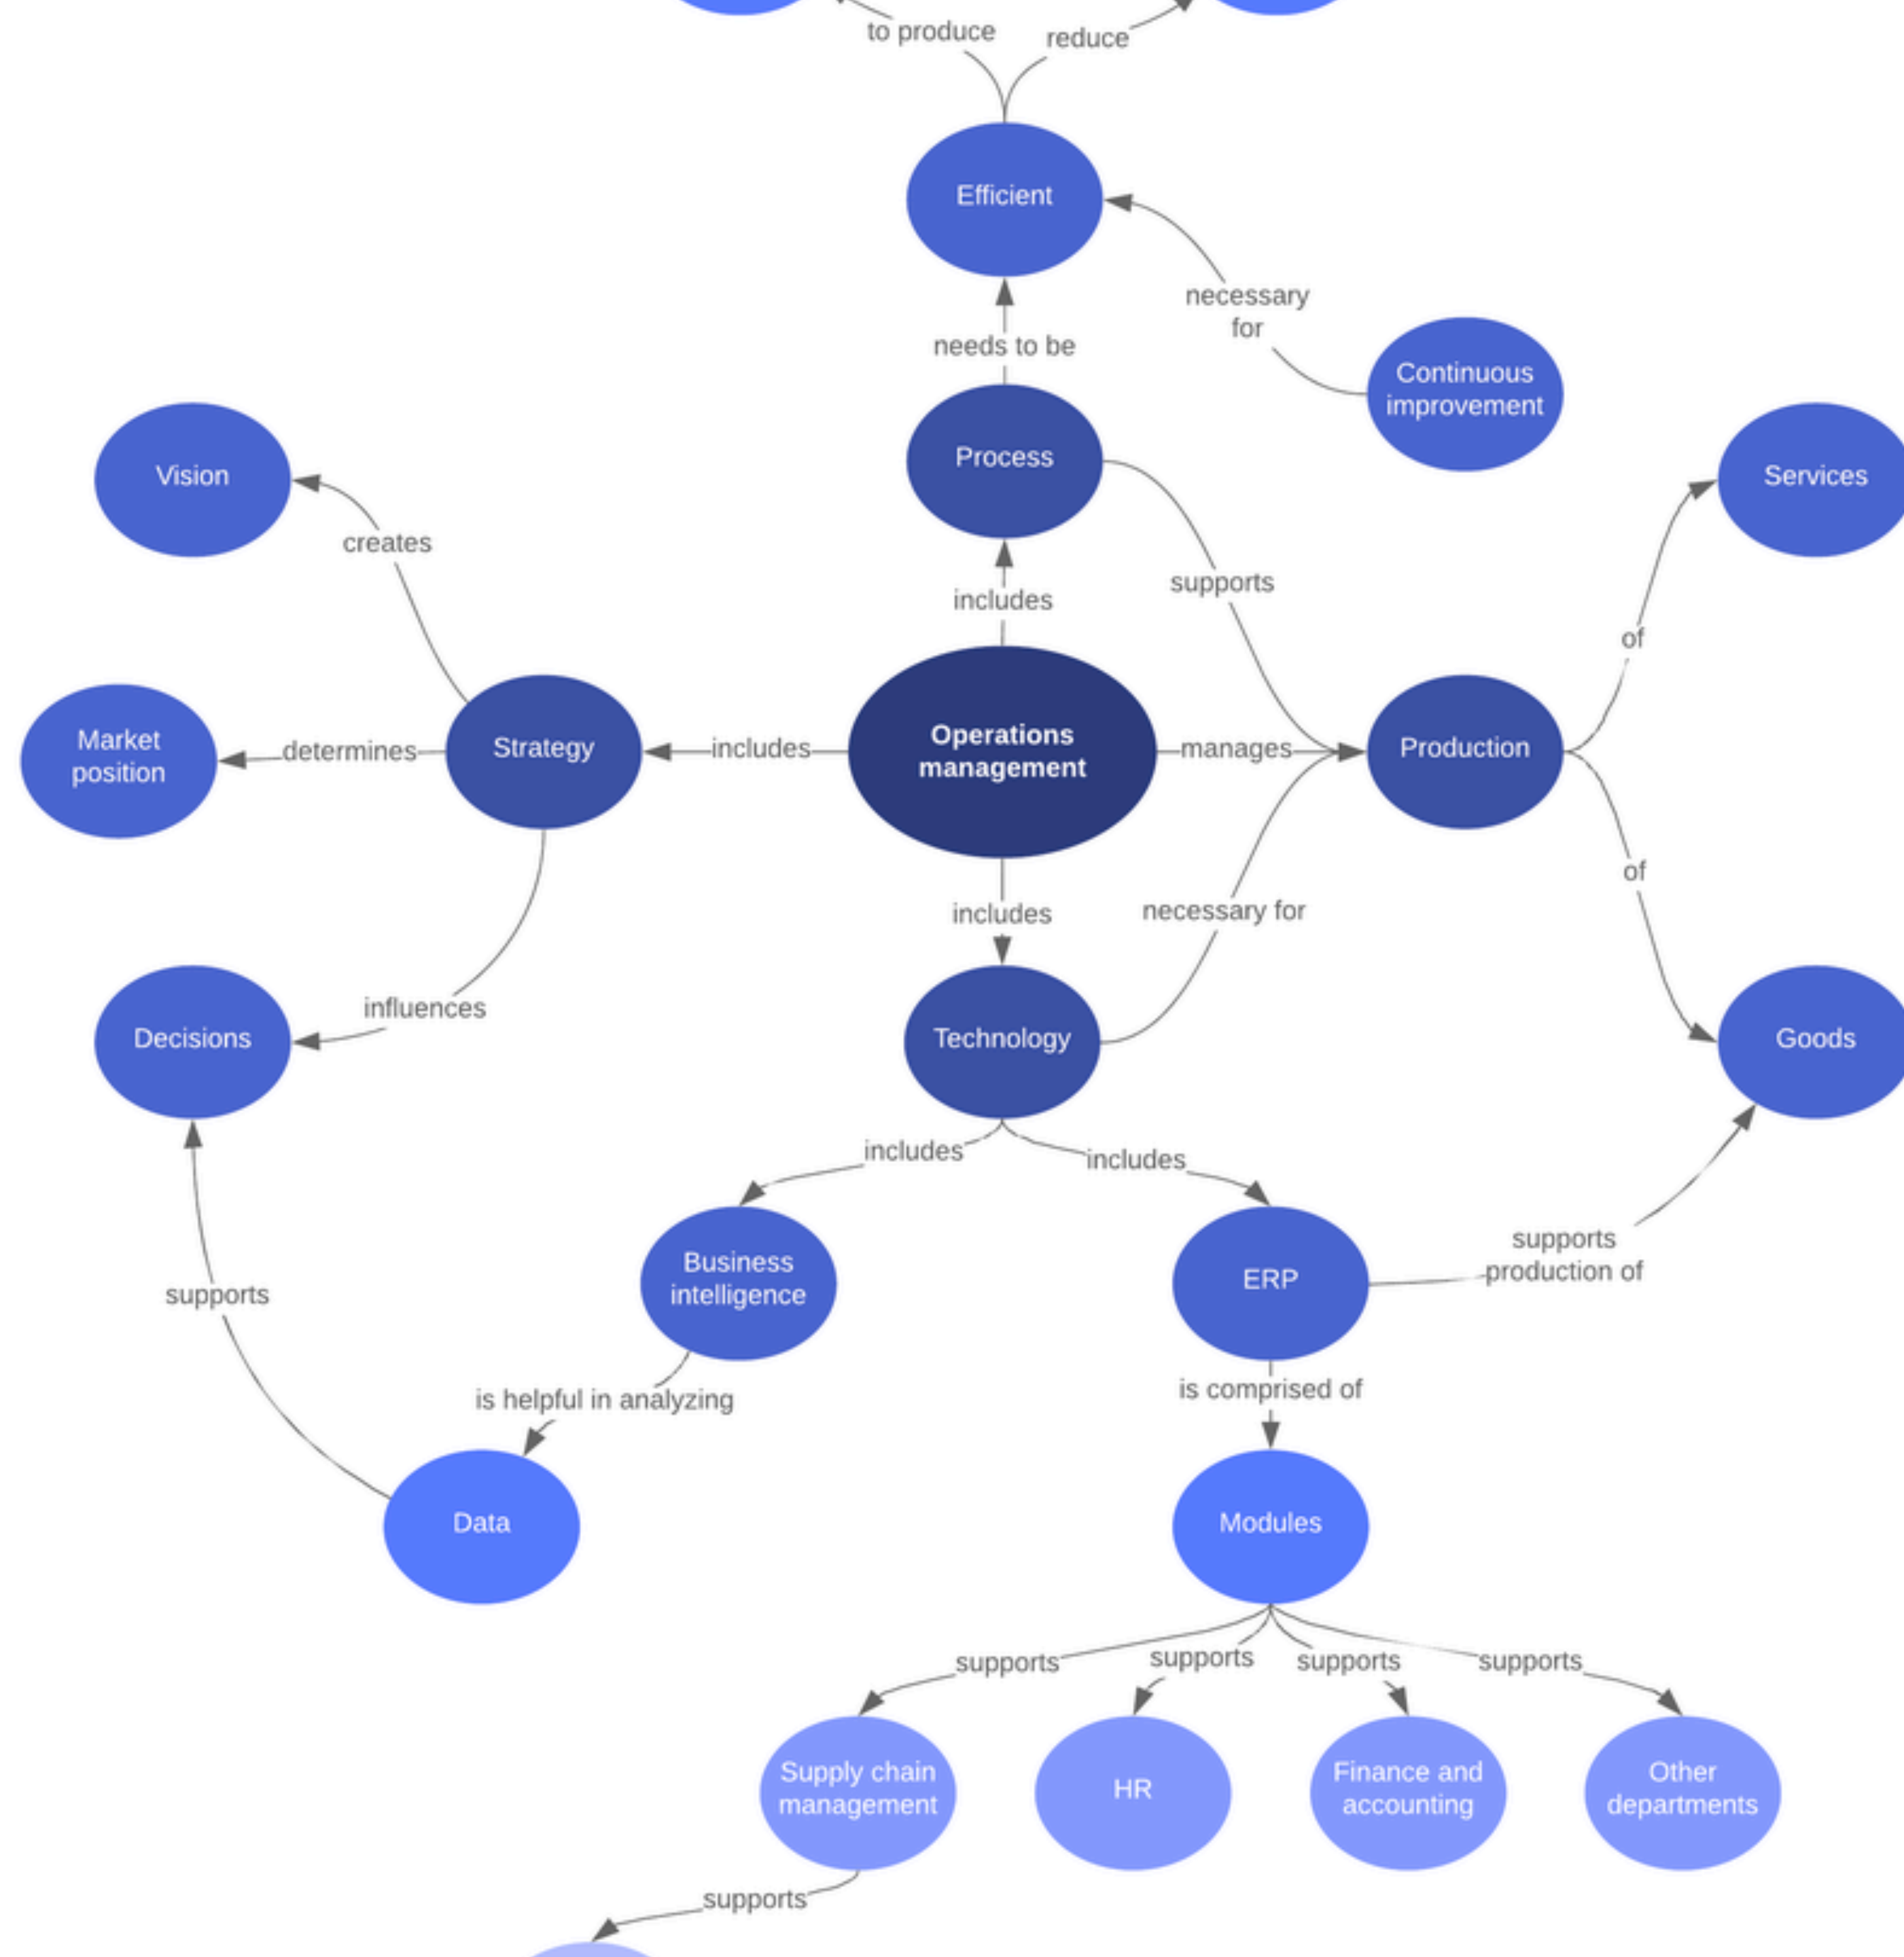 to produce
reduce
Efficient
necessary
for
needs to be
Continuous
improvement
Process
Vision
Services
creates
supports
includes
of
Market
position
determines
Strategy
includes
Operations
management
manages
Production
of
includes
necessary for
influences
Decisions
Technology
Goods
includes
includes
Business
intelligence
ERP
supports
production of
supports
is helpful in analyzing
is comprised of
Data
Modules
supports
supports
supports
supports
Supply chain
management
HR
Finance and
accounting
Other
departments
supports